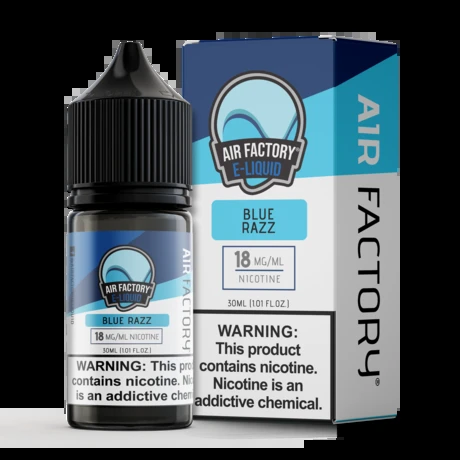 AIR FACTORY®
E-LIQUID
BLUE RAZZ
18 MG/ML NICOTINE
30ML (1.01 FL.OZ.)
WARNING: This product
contains nicotine. Nicotine
is an addictive chem
AIR FACTORY
AIR FACTORY®
E-LIQUID
BLUE
RAZZ
18 MG/ML
NICOTINE
30ML (1.01 FL.OZ.)
WARNING:
This product
contains nicotine.
Nicotine is an
addictive chemical.
AIR FACTORY®